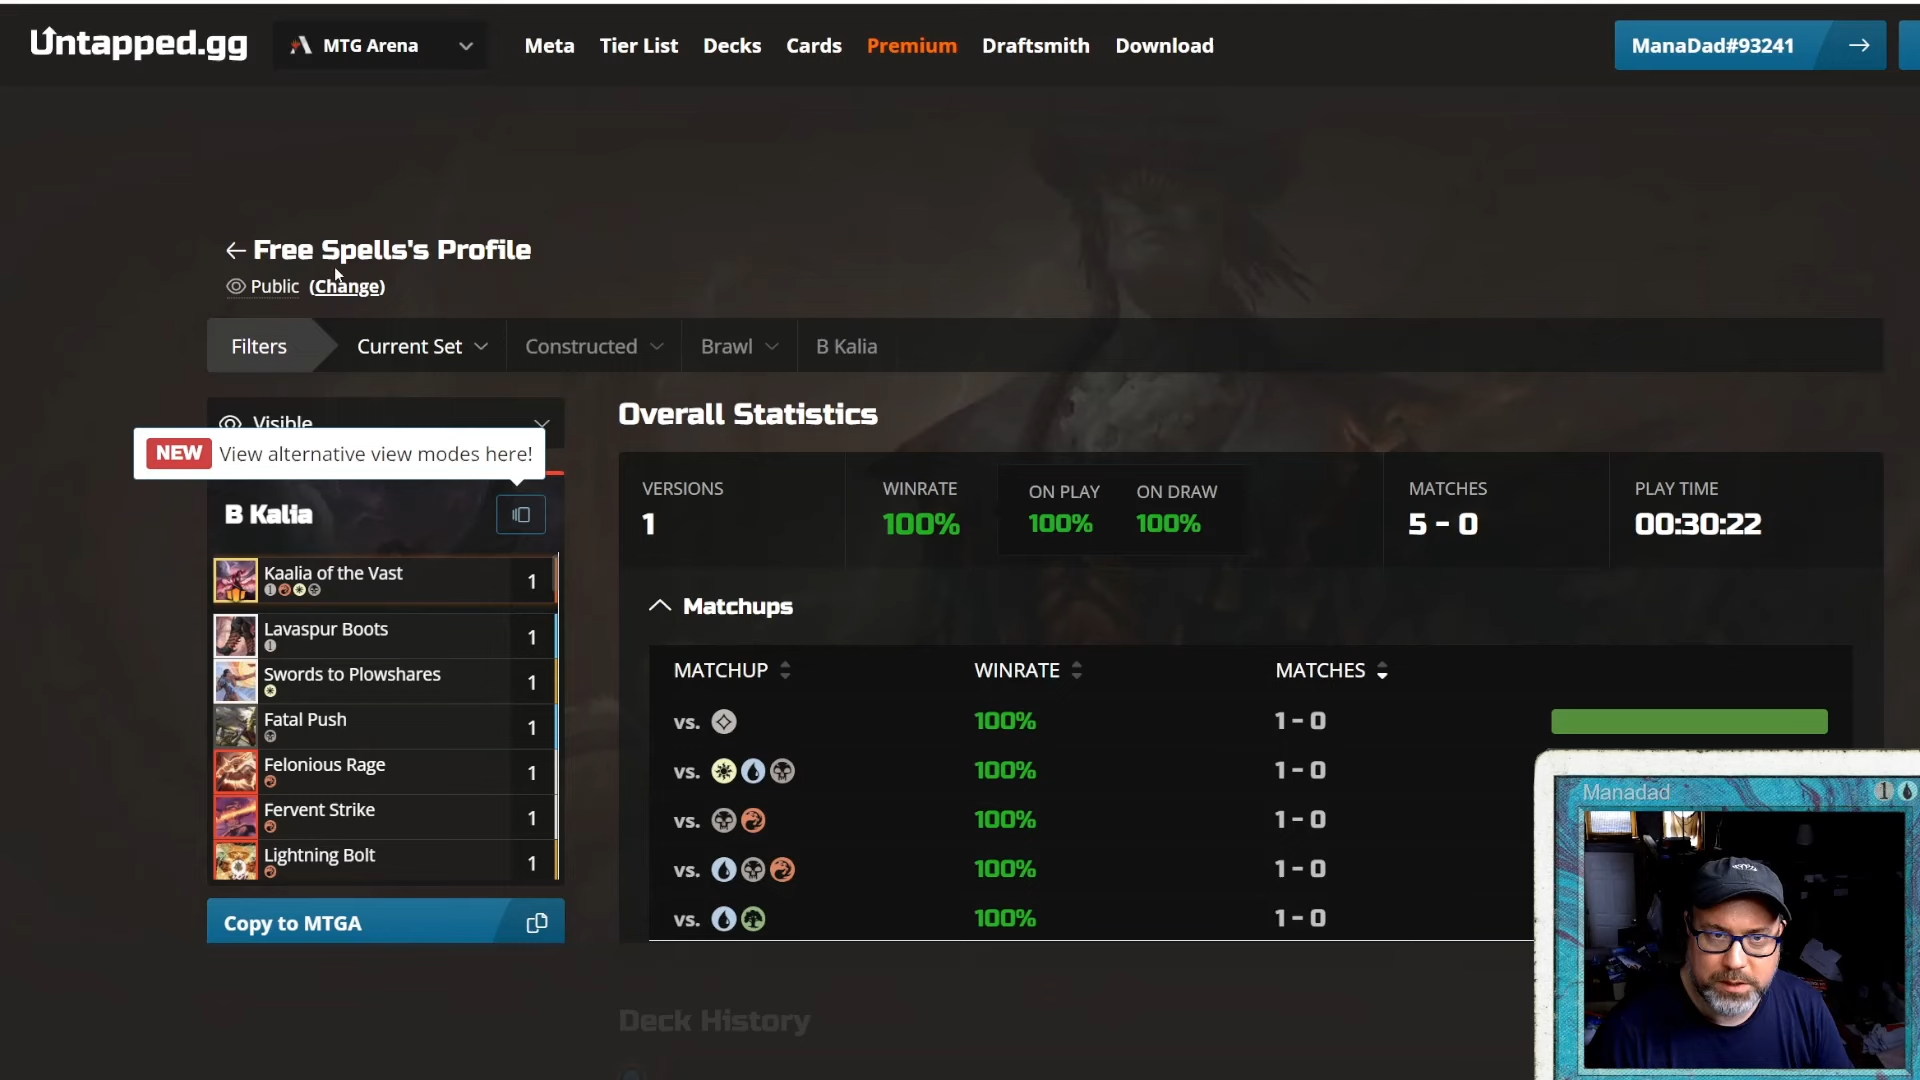 Untapped.gg
MTG Arena
Meta
Tier List
Decks
Cards
Premium
Draftsmith
Download
ManaDad#93241
Free Spells's Profile
Public (Change)
Filters
Current Set
Constructed
Brawl
B Kalia
Visible
NEW View alternative view modes here!
B Kalia
Kaalia of the Vast 1
1
Lavaspur Boots 1
1
Swords to Plowshares 1
Fatal Push 1
Felonious Rage 1
Fervent Strike 1
Lightning Bolt 1
Copy to MTGA
Overall Statistics
VERSIONS
1
WINRATE
100%
ON PLAY
100%
ON DRAW
100%
MATCHES
5 - 0
PLAY TIME
00:30:22
Matchups
MATCHUP WINRATE MATCHES
vs. 100% 1 - 0
vs. 100% 1 - 0
vs. 100% 1 - 0
vs. 100% 1 - 0
vs. 100% 1 - 0
Deck History
Manadad 1